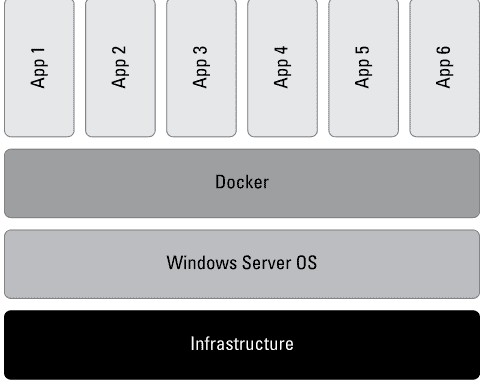 App 1
App 2
App 3
App 4
App 5
App 6
Docker
Windows Server OS
Infrastructure